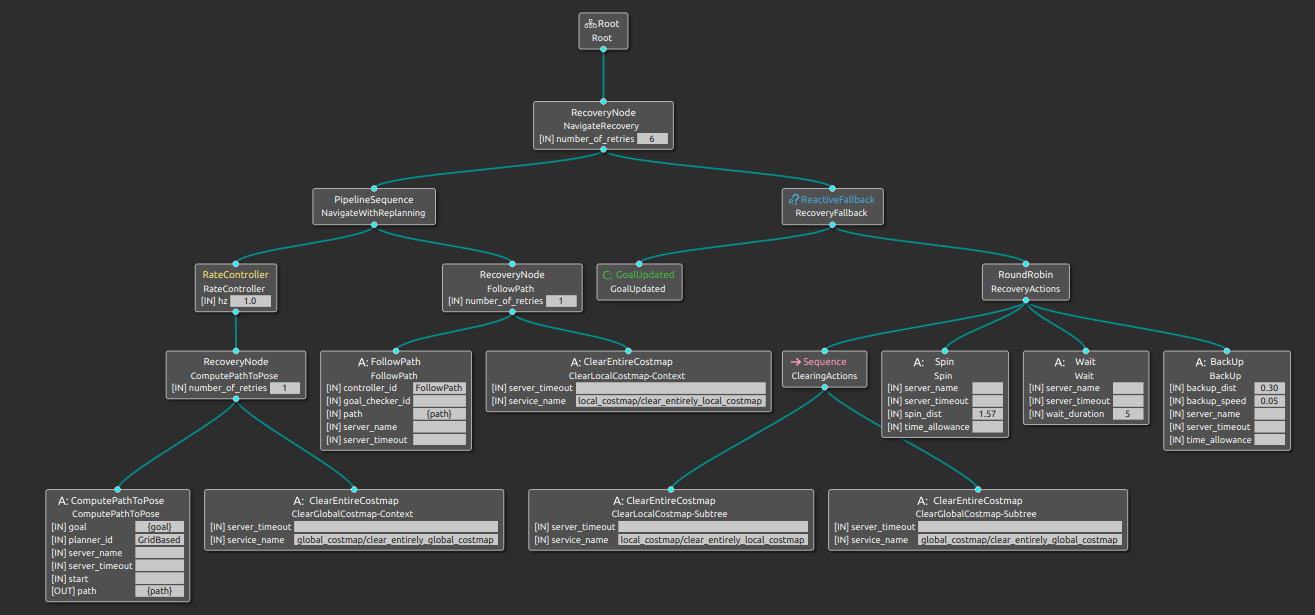 Root
Root
RecoveryNode
NavigateRecovery
[IN] number_of_retries 6
PipelineSequence
NavigateWithReplanning
R? ReactiveFallback
RecoveryFallback
RateController
RateController
[IN] hz 1.0
RecoveryNode
FollowPath
[IN] number_of_retries 1
C: GoalUpdated
GoalUpdated
RoundRobin
RecoveryActions
RecoveryNode
ComputePathToPose
[IN] number_of_retries 1
A: FollowPath
FollowPath
[IN] controller_id FollowPath
[IN] goal_checker_id
[IN] path {path}
[IN] server_name
[IN] server_timeout
A: ClearEntireCostmap
ClearLocalCostmap-Context
[IN] server_timeout
[IN] service_name local_costmap/clear_entirely_local_costmap
Sequence
ClearingActions
A: Spin
Spin
[IN] server_name
[IN] server_timeout
[IN] spin_dist 1.57
[IN] time_allowance
A: Wait
Wait
[IN] server_name
[IN] server_timeout
[IN] wait_duration 5
A: BackUp
BackUp
[IN] backup_dist 0.30
[IN] backup_speed 0.05
[IN] server_name
[IN] server_timeout
[IN] time_allowance
A: ComputePathToPose
ComputePathToPose
[IN] goal {goal}
[IN] planner_id GridBased
[IN] server_name
[IN] server_timeout
[IN] start
[OUT] path {path}
A: ClearEntireCostmap
ClearGlobalCostmap-Context
[IN] server_timeout
[IN] service_name global_costmap/clear_entirely_global_costmap
A: ClearEntireCostmap
ClearLocalCostmap-Subtree
[IN] server_timeout
[IN] service_name local_costmap/clear_entirely_local_costmap
A: ClearEntireCostmap
ClearGlobalCostmap-Subtree
[IN] server_timeout
[IN] service_name global_costmap/clear_entirely_global_costmap